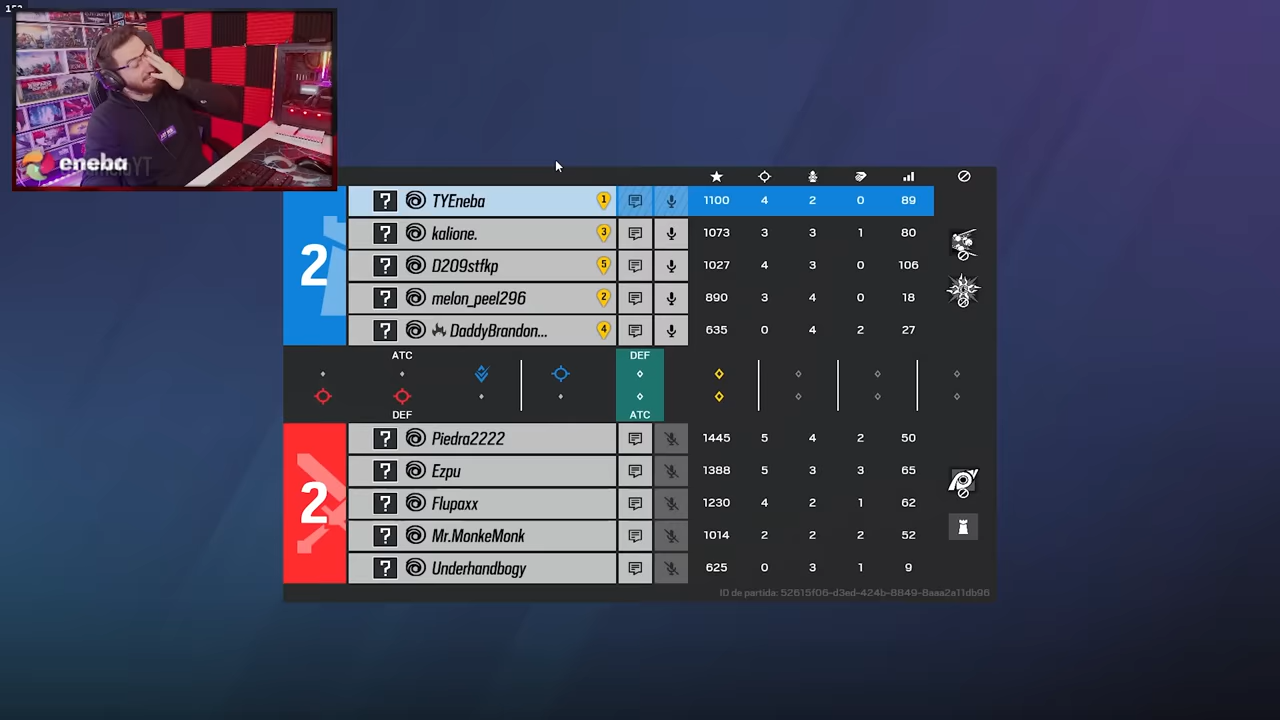 152
eneba
2
TYEneba 1 1100 4 2 0 89
kalione. 3 1073 3 3 1 80
D209stfkp 5 1027 4 3 0 106
melon_peel296 2 890 3 4 0 18
DaddyBrandon... 4 635 0 4 2 27
ATC DEF
DEF ATC
2
Piedra2222 1445 5 4 2 50
Ezpu 1388 5 3 3 65
Flupaxx 1230 4 2 1 62
Mr.MonkeMonk 1014 2 2 2 52
Underhandbogy 625 0 3 1 9
ID de partida: 52615f06-d3ed-424b-8849-8aaa2a11db96